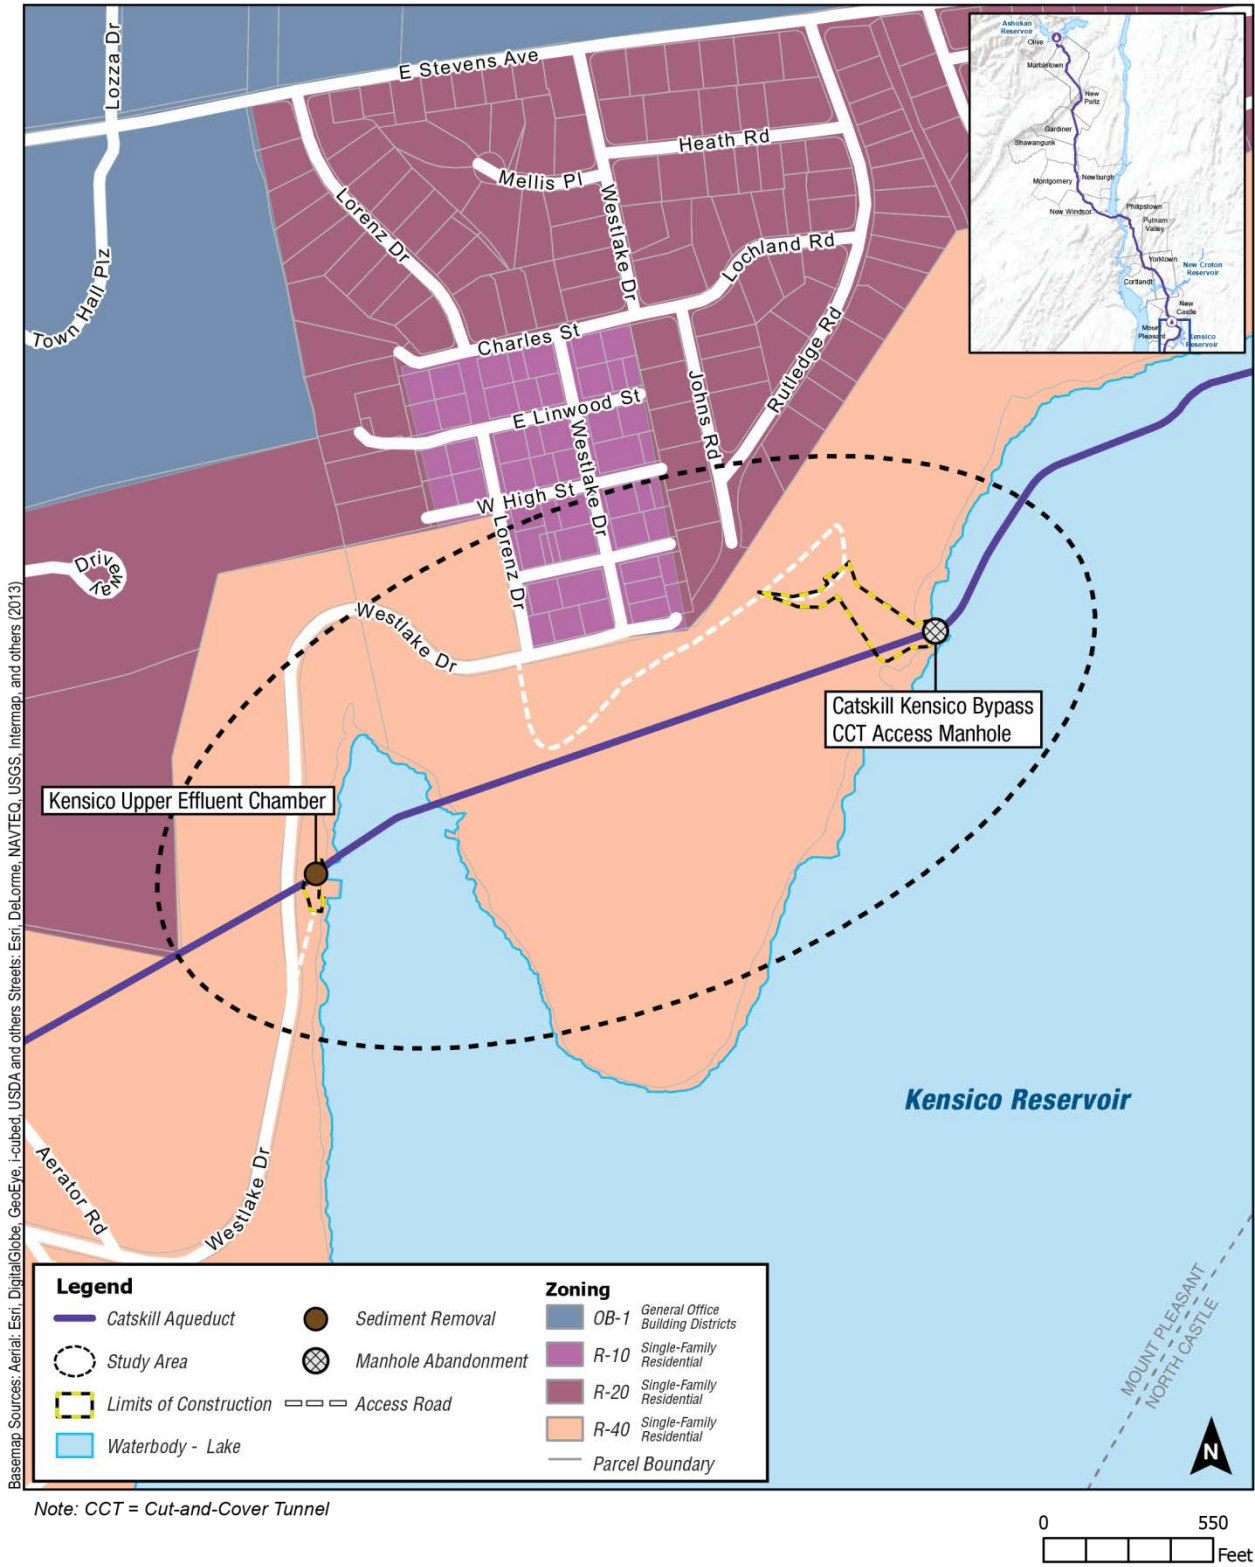 Lozza Dr
E Stevens Ave
Heath Rd
Mellis Pl
Lorenz Dr
Westlake Dr
Lochland Rd
Town Hall Plz
Charles St
Rutledge Rd
Johns Rd
E Linwood St
Westlake Dr
W High St
Lorenz Dr
Driveway
Westlake Dr
Catskill Kensico Bypass
CCT Access Manhole
Kensico Upper Effluent Chamber
Kensico Reservoir
Aerator Rd
Westlake Dr
MOUNT PLEASANT
NORTH CASTLE
Ashokan
Reservoir
Olive
Marbletown
New
Paltz
Gardiner
Shawangunk
Montgomery
Newburgh
New Windsor
Philipstown
Putnam
Valley
Yorktown
New Croton
Reservoir
Cortlandt
New
Castle
Mount
Pleasant
Kensico
Reservoir
Legend
Catskill Aqueduct
Study Area
Limits of Construction
Waterbody - Lake
Sediment Removal
Manhole Abandonment
Access Road
Zoning
OB-1 General Office
Building Districts
R-10 Single-Family
Residential
R-20 Single-Family
Residential
R-40 Single-Family
Residential
Parcel Boundary
N
Basemap Sources: Aerial: Esri, DigitalGlobe, GeoEye, i-cubed, USDA and others Streets: Esri, DeLorme, NAVTEQ, USGS, Intermap, and others (2013)
Note: CCT = Cut-and-Cover Tunnel
0 550
Feet